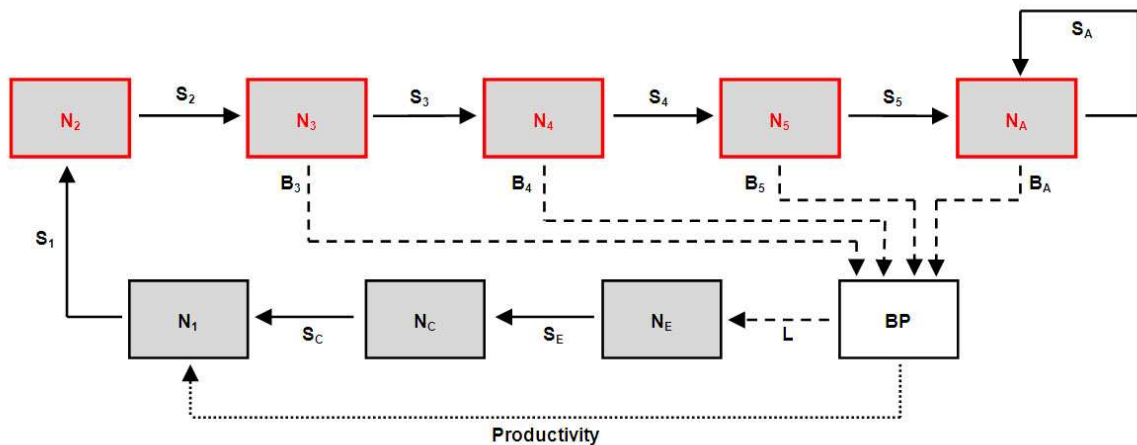 S_A
S_2 S_3 S_4 S_5
N_2 N_3 N_4 N_5 N_A
B_3 B_4 B_5 B_A
S_1
N_1 N_C N_E BP
S_C S_E L
Productivity